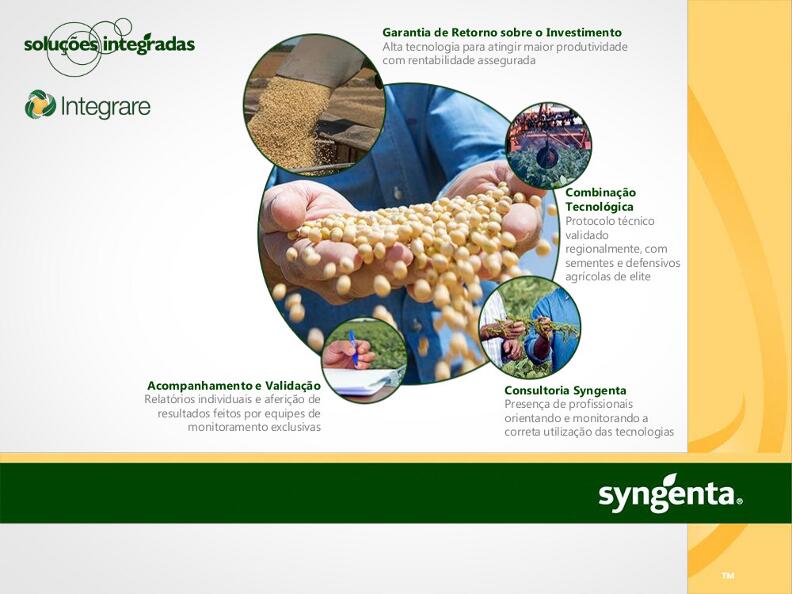 soluções integradas
Integrare
Garantia de Retorno sobre o Investimento
Alta tecnologia para atingir maior produtividade
com rentabilidade assegurada
Combinação
Tecnológica
Protocolo técnico
validado
regionalmente, com
sementes e defensivos
agrícolas de elite
Acompanhamento e Validação
Relatórios individuais e aferição de
resultados feitos por equipes de
monitoramento exclusivas
Consultoria Syngenta
Presença de profissionais
orientando e monitorando a
correta utilização das tecnologias
syngenta®
TM